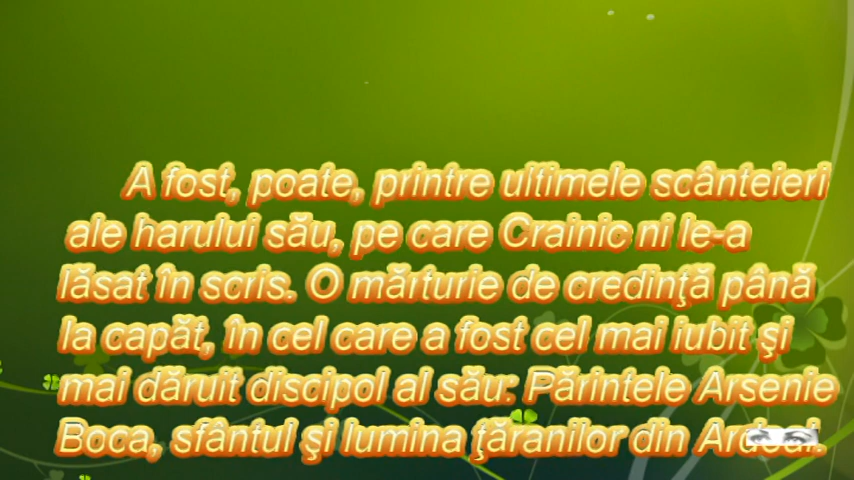 A fost, poate, printre ultimele scânteieri
ale harului său, pe care Crainic ni le-a
lăsat în scris. O mărturie de credinţă până
la capăt, în cel care a fost cel mai iubit şi
mai dăruit discipol al său: Părintele Arsenie
Boca, sfântul şi lumina ţăranilor din Ardeal.